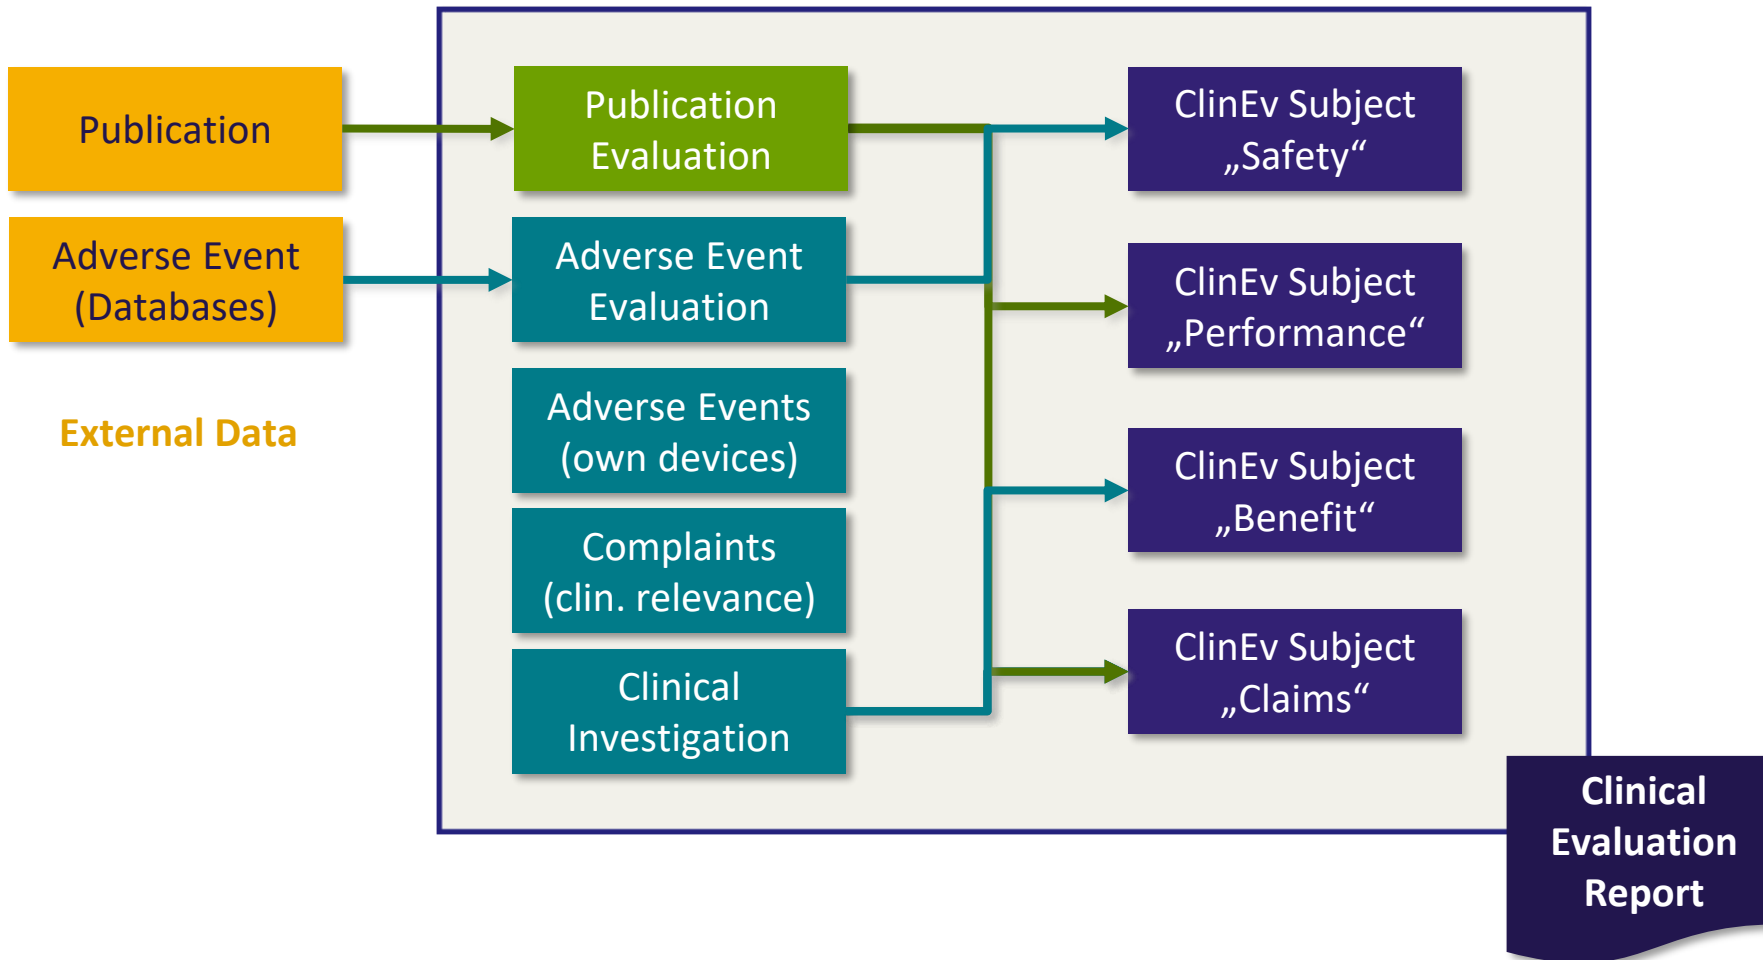 Publication
Adverse Event
(Databases)
External Data
Publication
Evaluation
Adverse Event
Evaluation
Adverse Events
(own devices)
Complaints
(clin. relevance)
Clinical
Investigation
ClinEv Subject
„Safety“
ClinEv Subject
„Performance“
ClinEv Subject
„Benefit“
ClinEv Subject
„Claims“
Clinical
Evaluation
Report